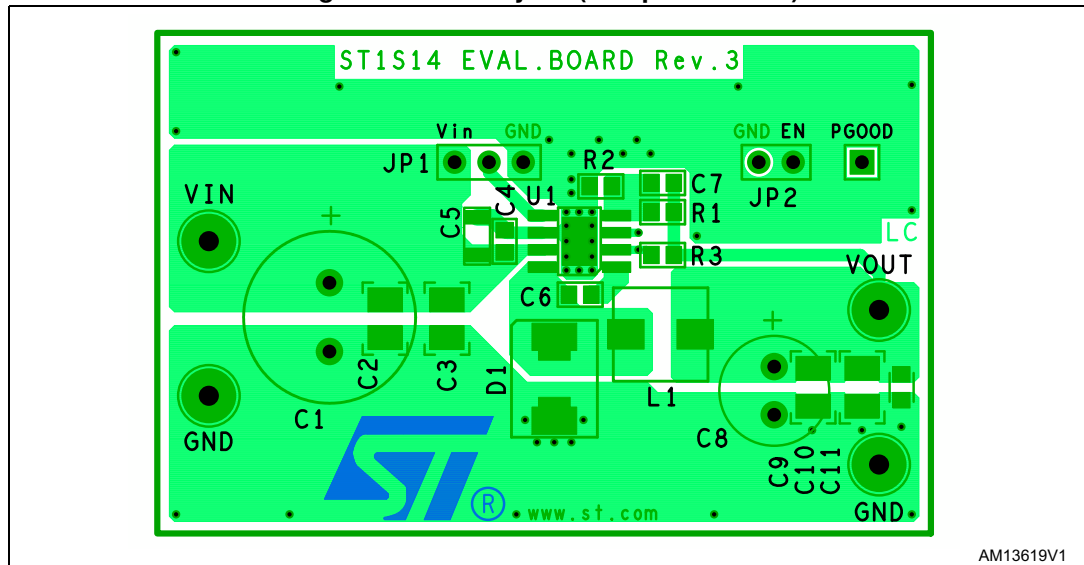 ST1S14 EVAL.BOARD Rev.3
Vin GND
GND EN PGOOD
JP1
R2
C7
JP2
VIN
C4
U1
C5
R1
LC
R3
VOUT
C6
C2
C3
D1
L1
C1
C8
GND
C9
C10
C11
ST®
www.st.com
GND
AM13619V1